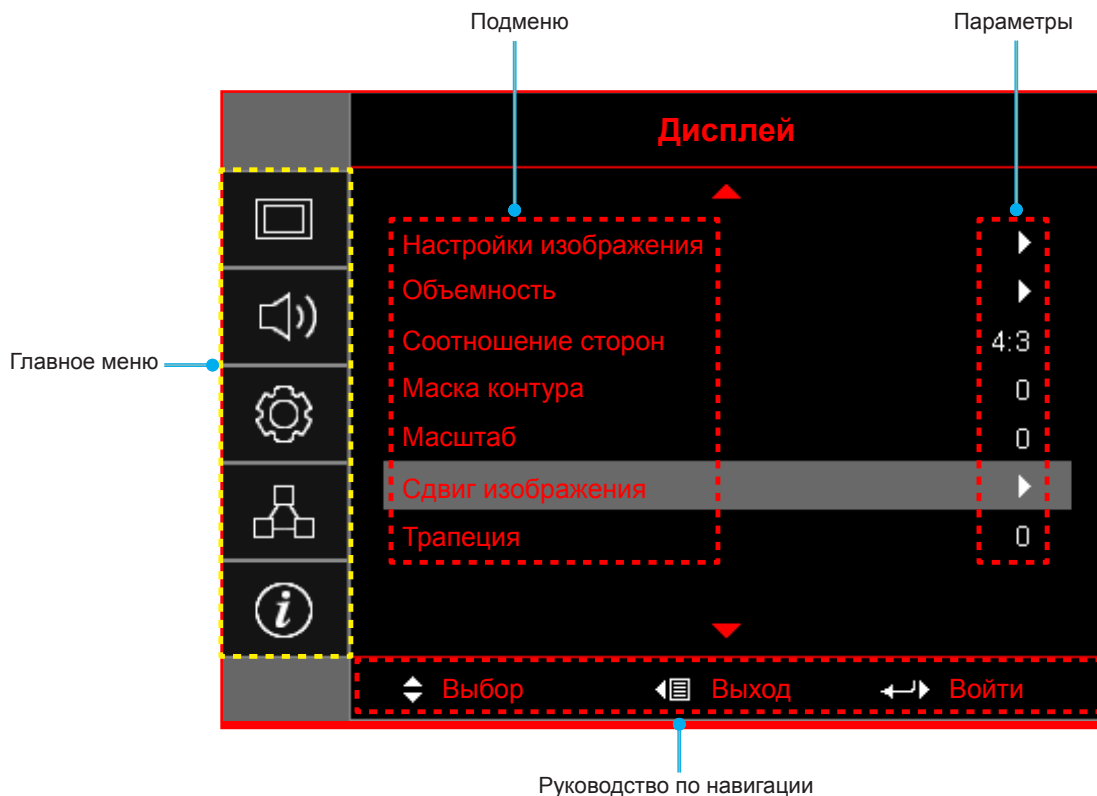 Подменю
Параметры
Дисплей
Настройки изображения
Объемность
Соотношение сторон 4:3
Маска контура 0
Масштаб 0
Сдвиг изображения
Трапеция 0
Главное меню
i
Выбор Выход Войти
Руководство по навигации